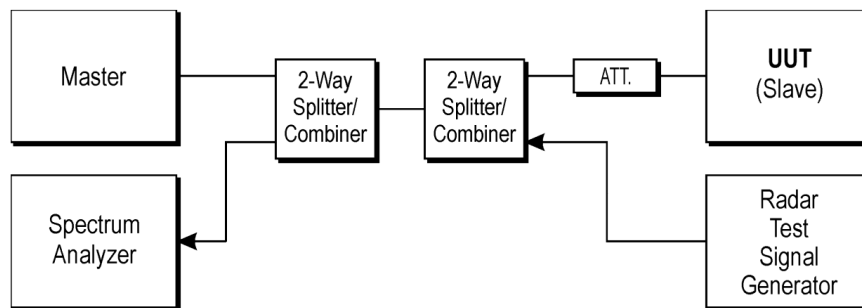 Master
2-Way
Splitter/
Combiner
2-Way
Splitter/
Combiner
ATT.
UUT
(Slave)
Spectrum
Analyzer
Radar
Test
Signal
Generator